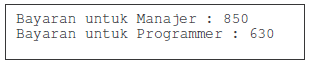 Bayaran untuk Manajer : 850
Bayaran untuk Programmer : 630